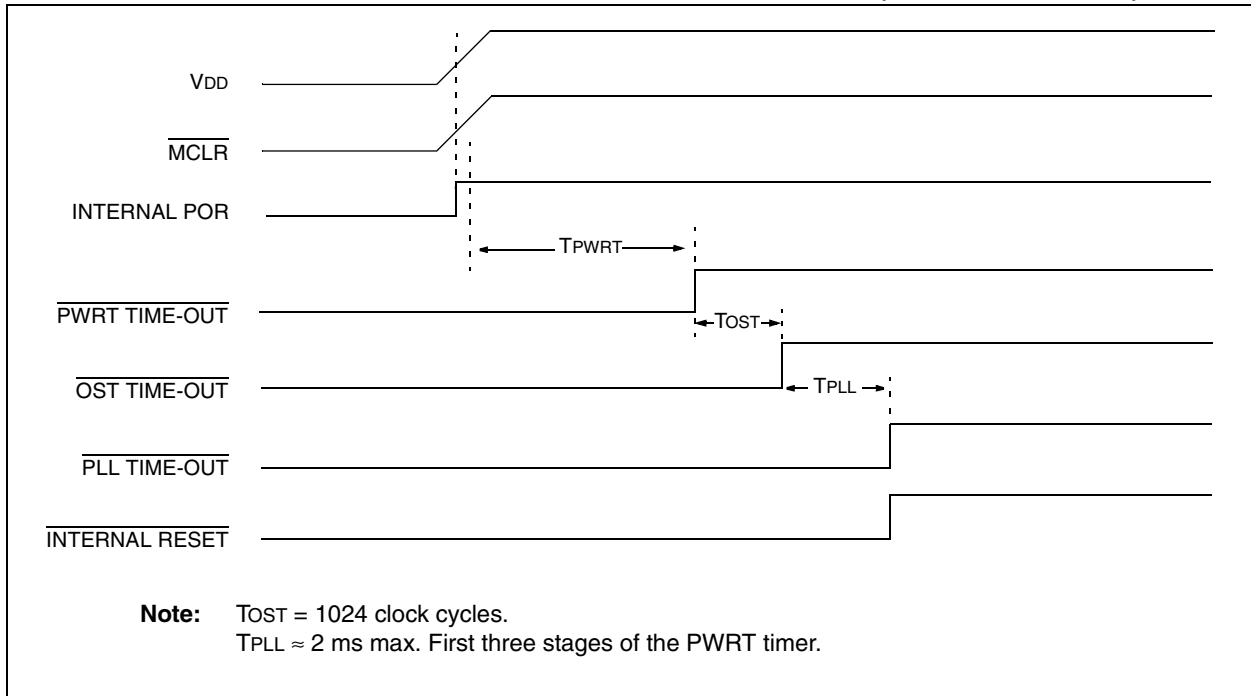 VDD
MCLR
INTERNAL POR
TPWRT
PWRT TIME-OUT
TOST
OST TIME-OUT
TPLL
PLL TIME-OUT
INTERNAL RESET
Note: TOST = 1024 clock cycles.
TPLL ≈ 2 ms max. First three stages of the PWRT timer.